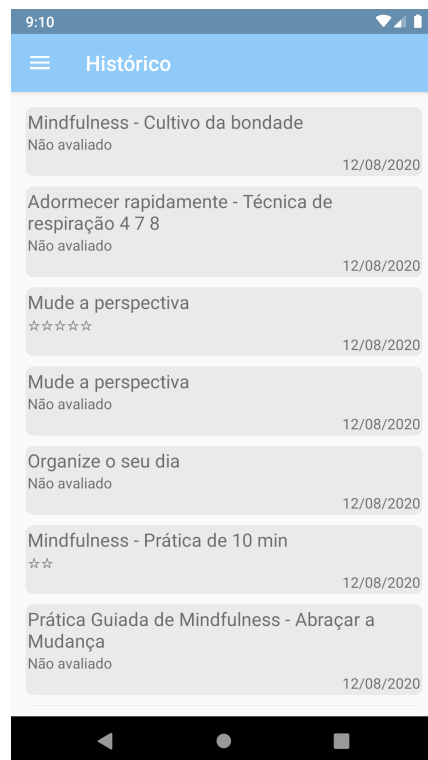 9:10
Histórico
Mindfulness - Cultivo da bondade
Não avaliado
12/08/2020
Adormecer rapidamente - Técnica de
respiração 4 7 8
Não avaliado
12/08/2020
Mude a perspectiva
☆☆☆☆☆
12/08/2020
Mude a perspectiva
Não avaliado
12/08/2020
Organize o seu dia
Não avaliado
12/08/2020
Mindfulness - Prática de 10 min
☆☆
12/08/2020
Prática Guiada de Mindfulness - Abraçar a
Mudança
Não avaliado
12/08/2020